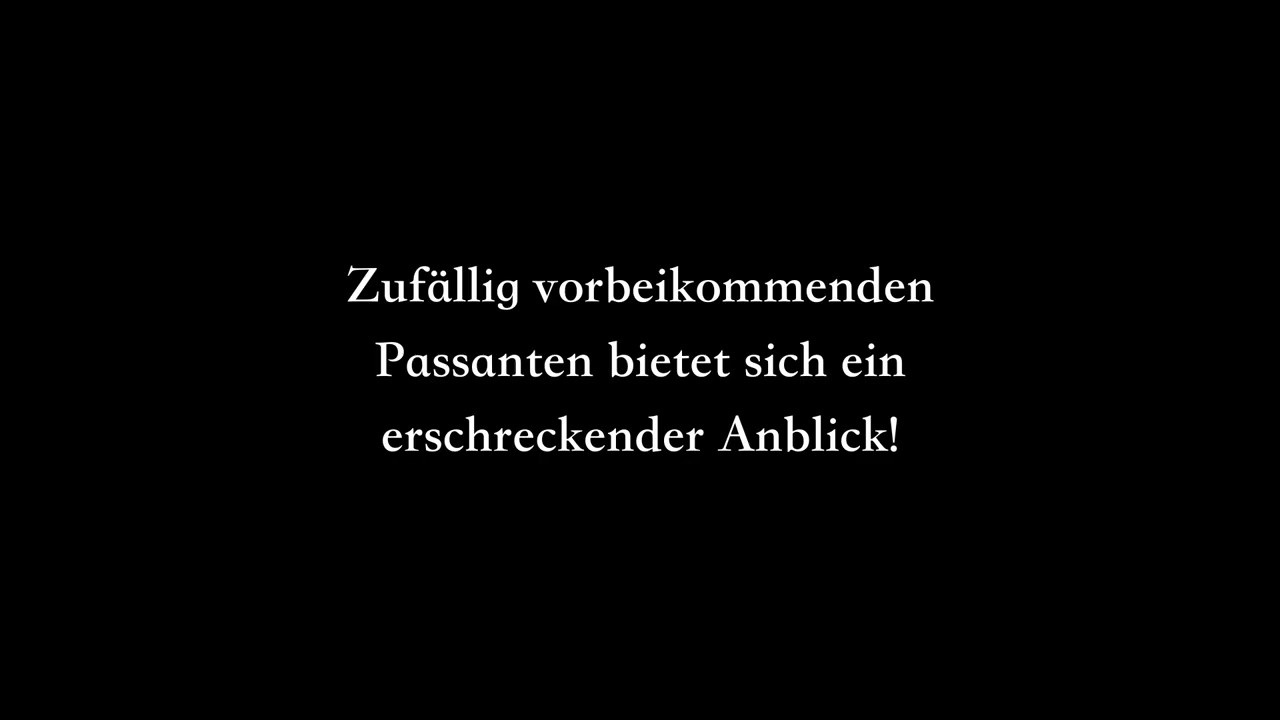 Zufällig vorbeikommenden
Passanten bietet sich ein
erschreckender Anblick!